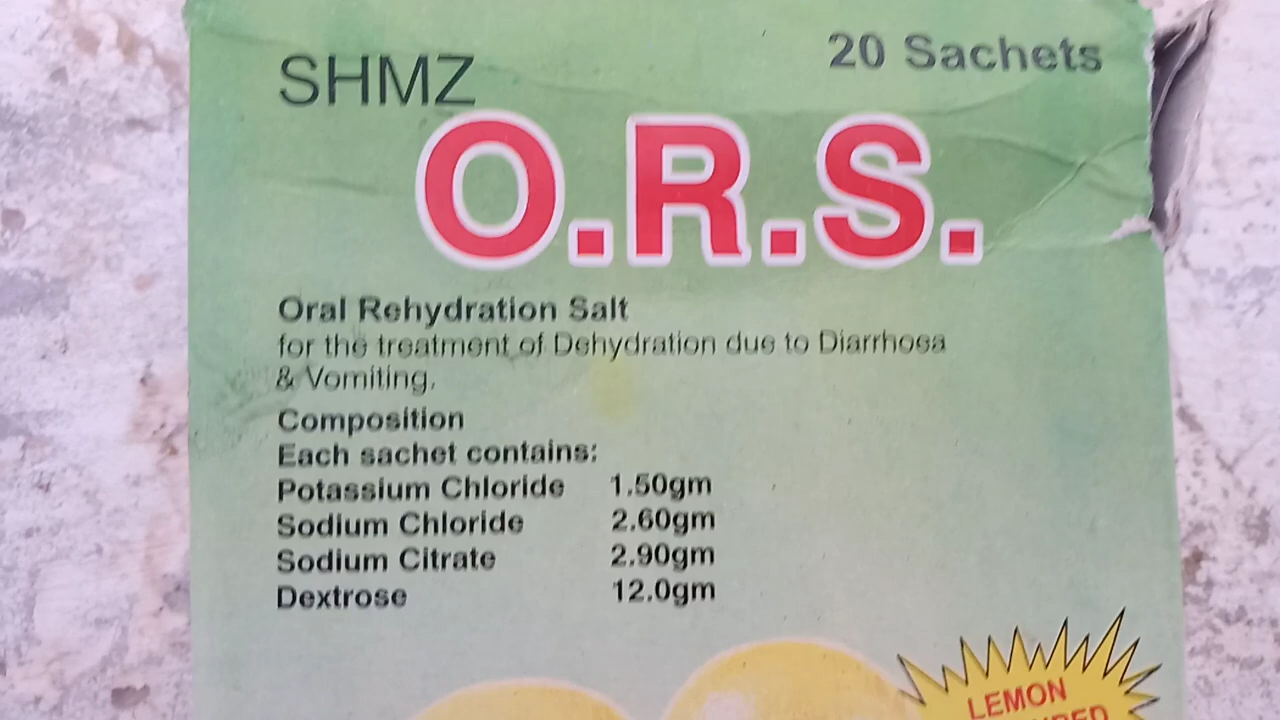 SHMZ
20 Sachets
O.R.S.
Oral Rehydration Salt
for the treatment of Dehydration due to Diarrhoea
& Vomiting.
Composition
Each sachet contains:
Potassium Chloride 1.50gm
Sodium Chloride 2.60gm
Sodium Citrate 2.90gm
Dextrose 12.0gm
LEMON